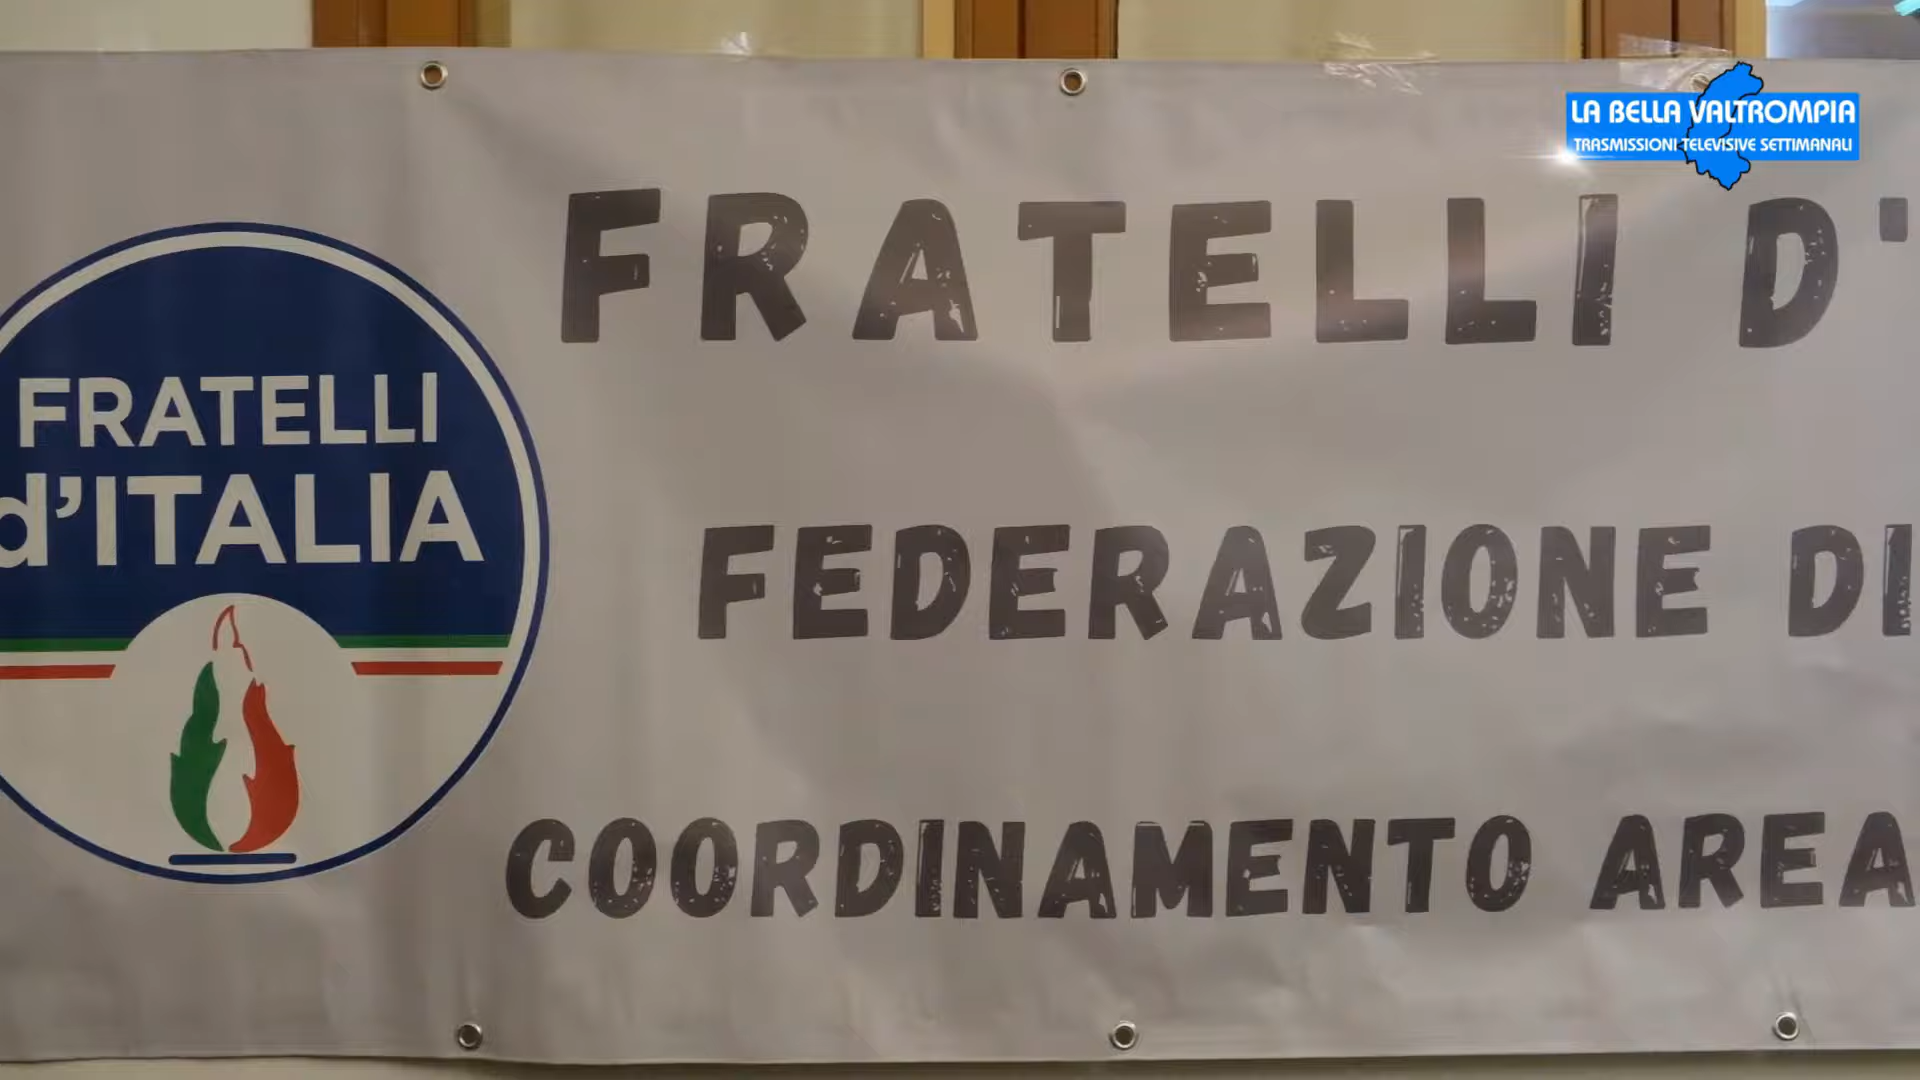 LA BELLA VALTROMPIA
TRASMISSIONI TELEVISIVE SETTIMANALI
FRATELLI D'
FRATELLI
d'ITALIA
FEDERAZIONE DI
COORDINAMENTO AREA